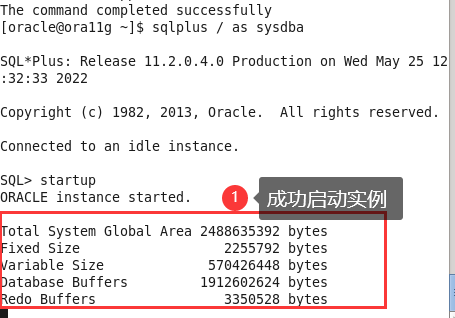 The command completed successfully
[oracle@ora11g ~]$ sqlplus / as sysdba
SQL*Plus: Release 11.2.0.4.0 Production on Wed May 25 12
:32:33 2022
Copyright (c) 1982, 2013, Oracle.  All rights reserved.
Connected to an idle instance.
SQL> startup
ORACLE instance started.
1 成功启动实例
Total System Global Area 2488635392 bytes
Fixed Size                  2255792 bytes
Variable Size             570426448 bytes
Database Buffers         1912602624 bytes
Redo Buffers                3350528 bytes